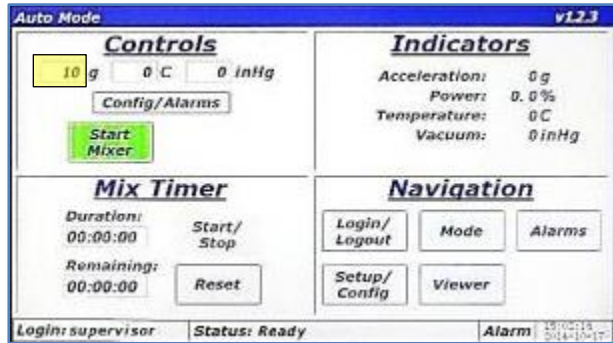 Auto Mode v1.2.3
Controls
10 g 0 C 0 inHg
Config/Alarms
Start
Mixer
Indicators
Acceleration: 0 g
Power: 0.0 %
Temperature: 0 C
Vacuum: 0 inHg
Mix Timer
Duration:
00:00:00
Start/
Stop
Remaining:
00:00:00
Reset
Navigation
Login/
Logout
Mode
Alarms
Setup/
Config
Viewer
Login: supervisor Status: Ready Alarm